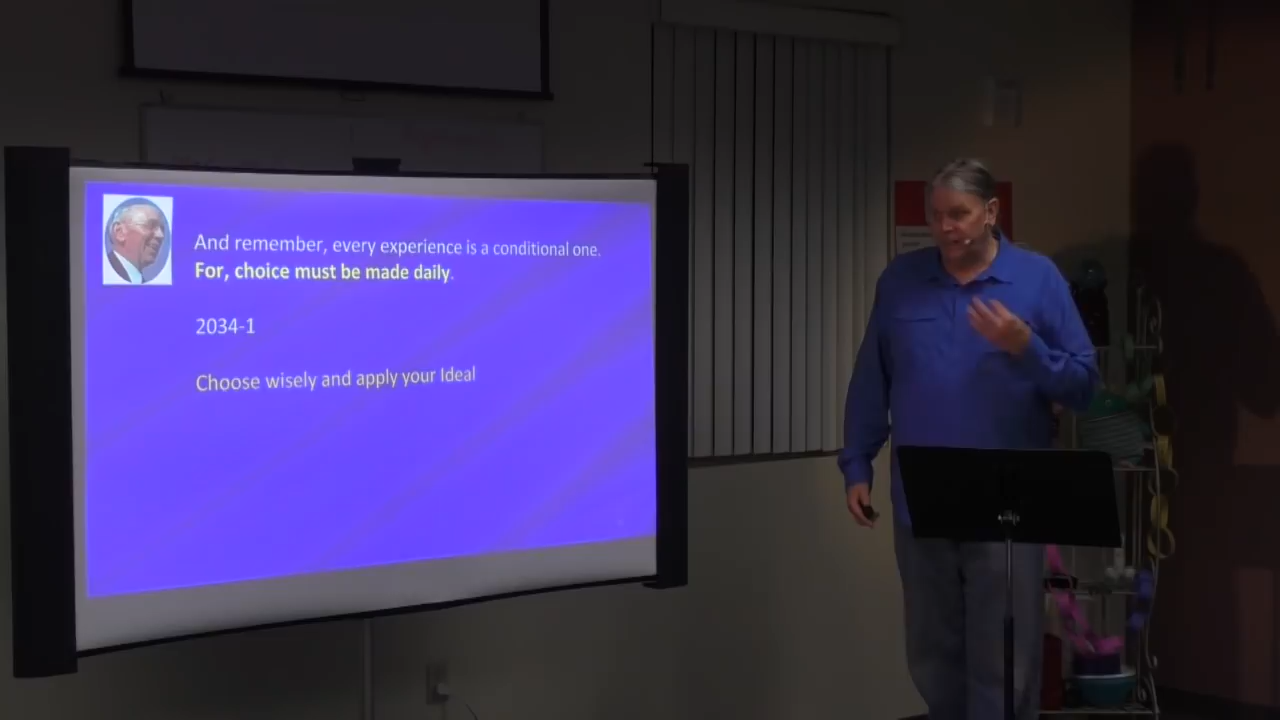 And remember, every experience is a conditional one.
For, choice must be made daily.
2034-1
Choose wisely and apply your Ideal